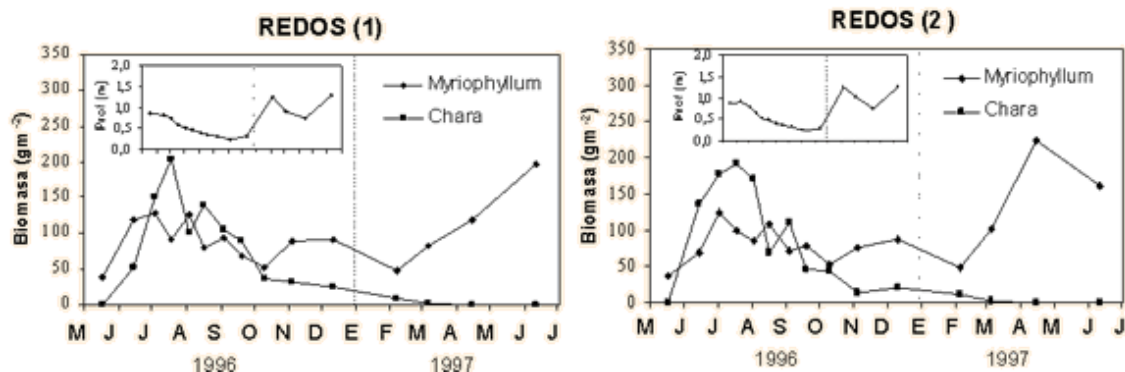 REDOS (1)
350
300
250
200
150
100
50
0
Biomasa (gm⁻²)
2,0
1,5
1,0
0,5
0,0
Prof (m)
Myriophyllum
Chara
M J J A S O N D E F M A M J
1996 1997
REDOS (2 )
350
300
250
200
150
100
50
0
Biomasa (gm⁻²)
2,0
1,5
1,0
0,5
0,0
Prof (m)
Myriophyllum
Chara
M J J A S O N D E F M A M J
1996 1997